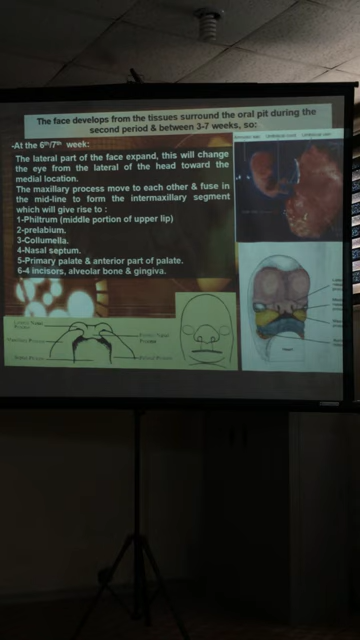 The face develops from the tissues surround the oral pit during the
second period & between 3-7 weeks, so:
-At the 6th/7th week:
The lateral part of the face expand, this will change
the eye from the lateral of the head toward the
medial location.
The maxillary process move to each other & fuse in
the mid-line to form the intermaxillary segment
which will give rise to :
1-Philtrum (middle portion of upper lip)
2-prelabium.
3-Collumella.
4-Nasal septum.
5-Primary palate & anterior part of palate.
6-4 incisors, alveolar bone & gingiva.